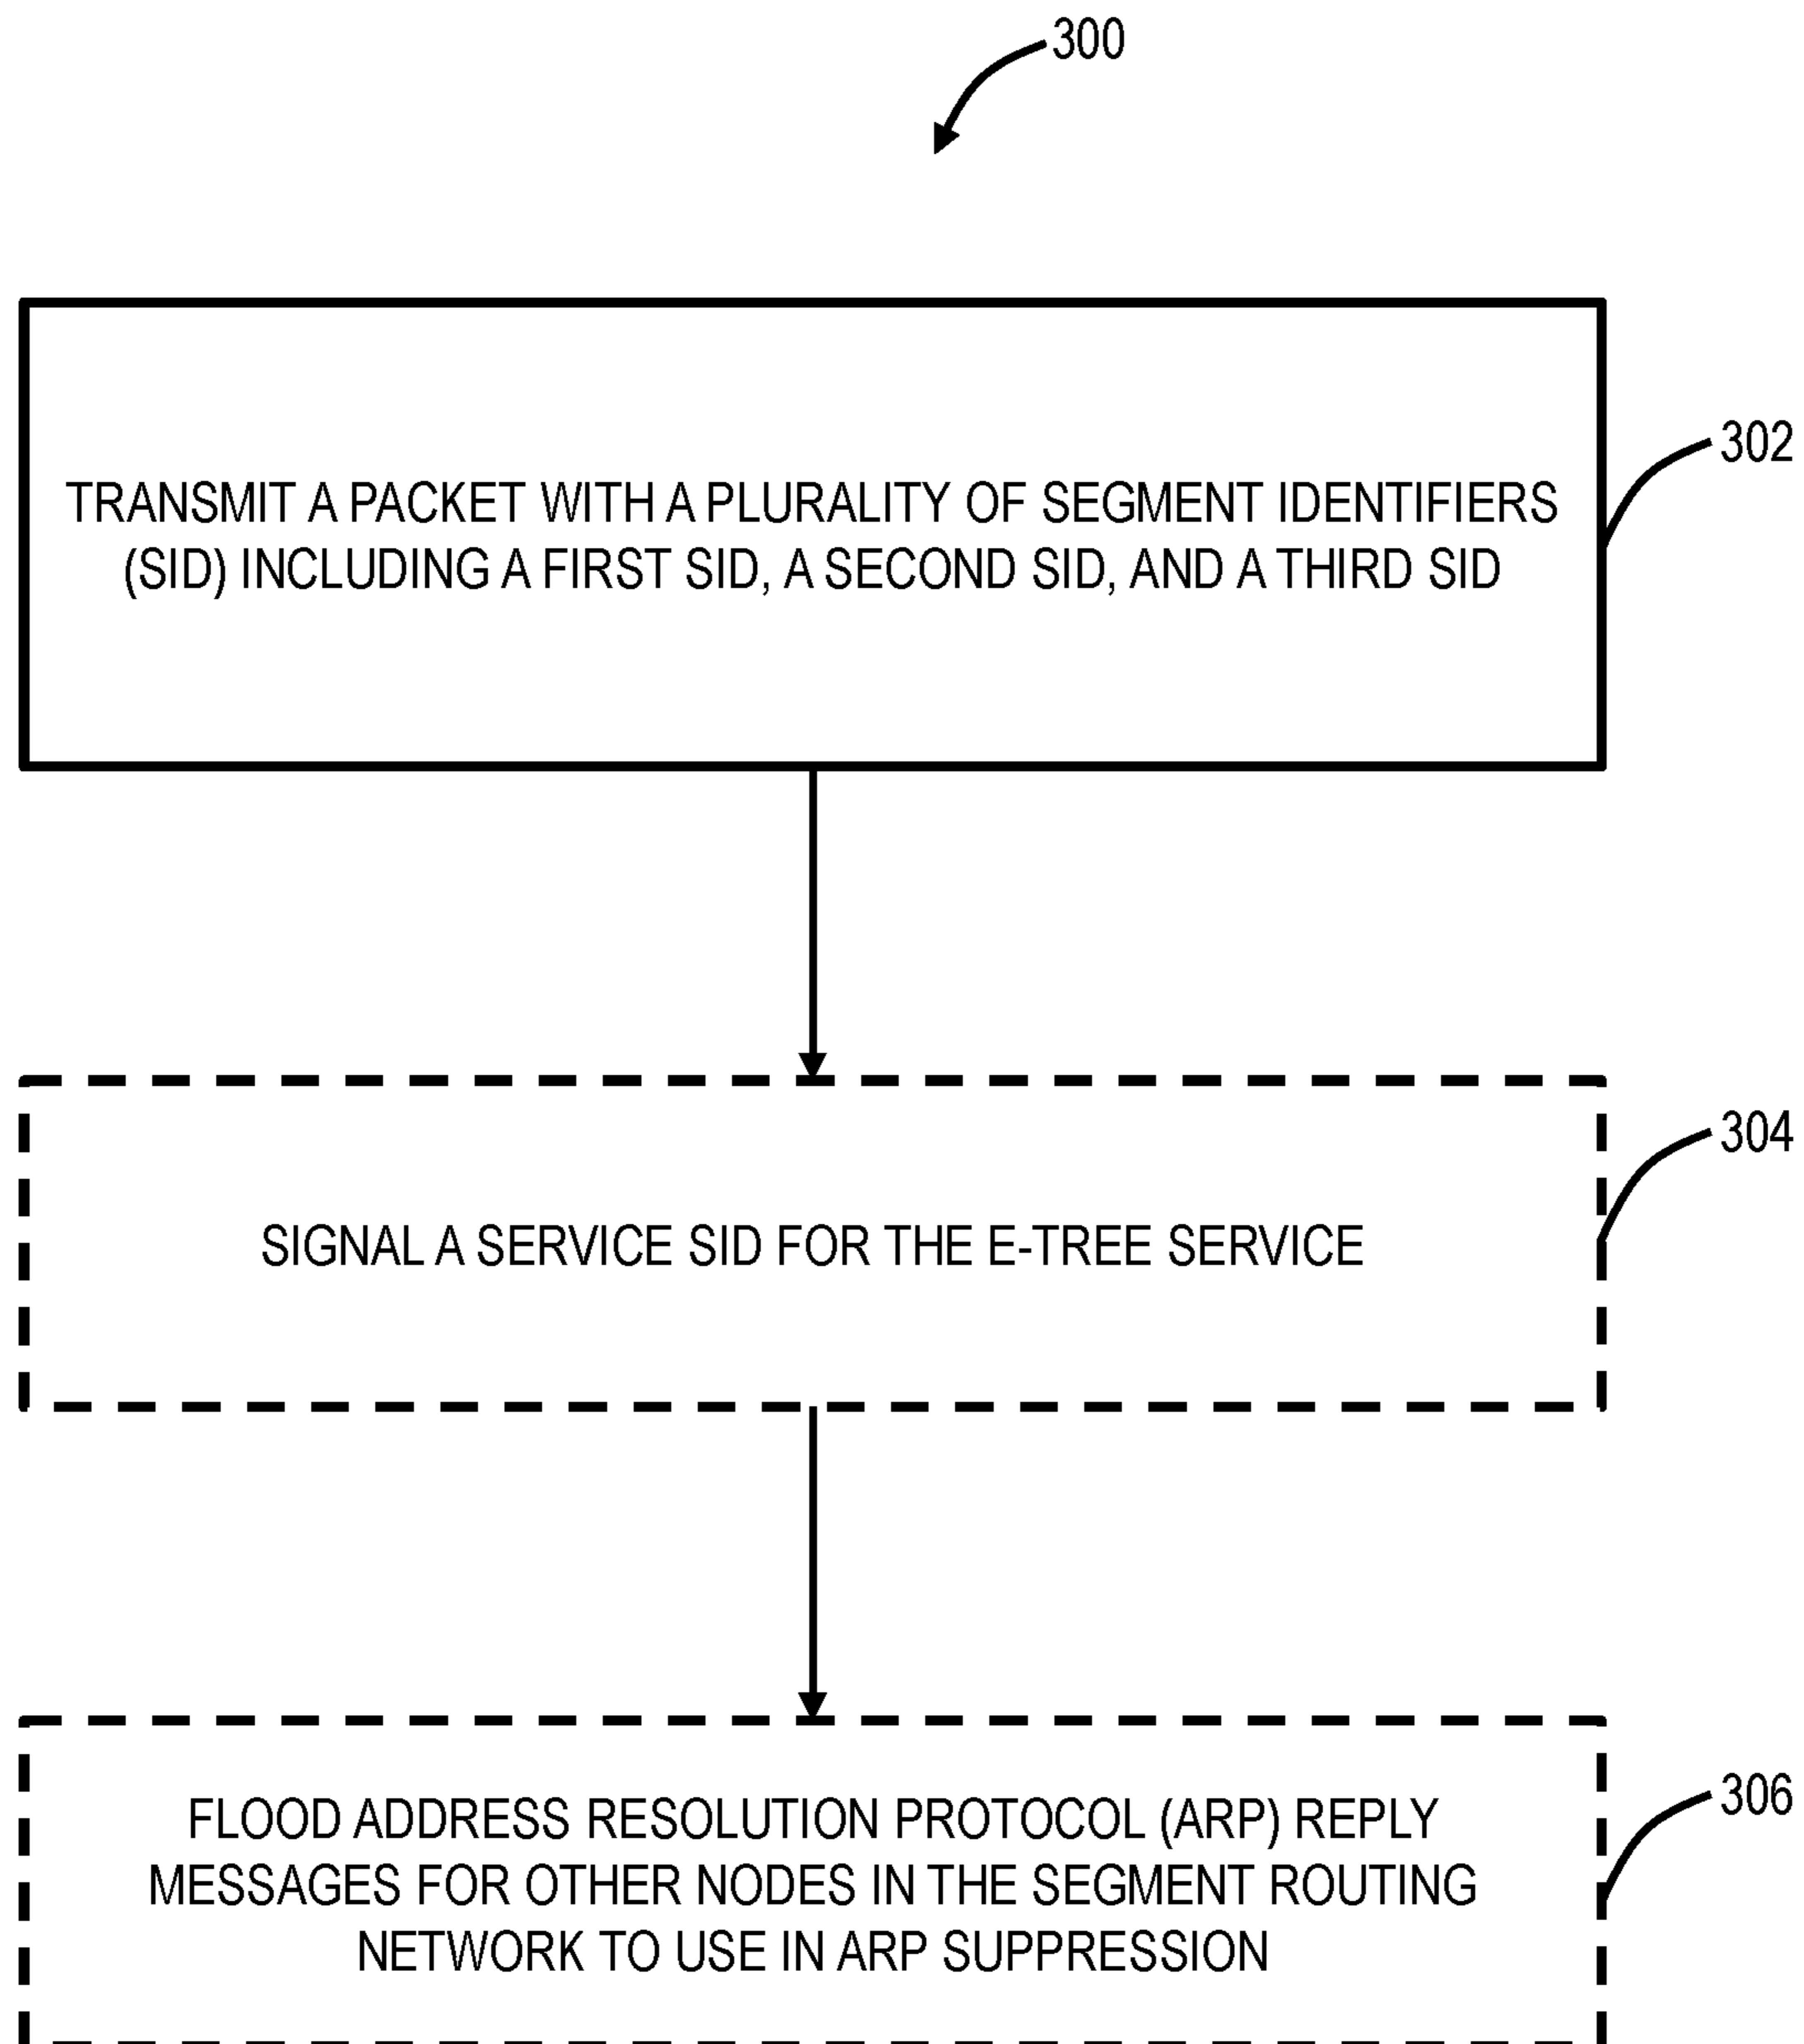 300
TRANSMIT A PACKET WITH A PLURALITY OF SEGMENT IDENTIFIERS
(SID) INCLUDING A FIRST SID, A SECOND SID, AND A THIRD SID
302
SIGNAL A SERVICE SID FOR THE E-TREE SERVICE
304
FLOOD ADDRESS RESOLUTION PROTOCOL (ARP) REPLY
MESSAGES FOR OTHER NODES IN THE SEGMENT ROUTING
NETWORK TO USE IN ARP SUPPRESSION
306